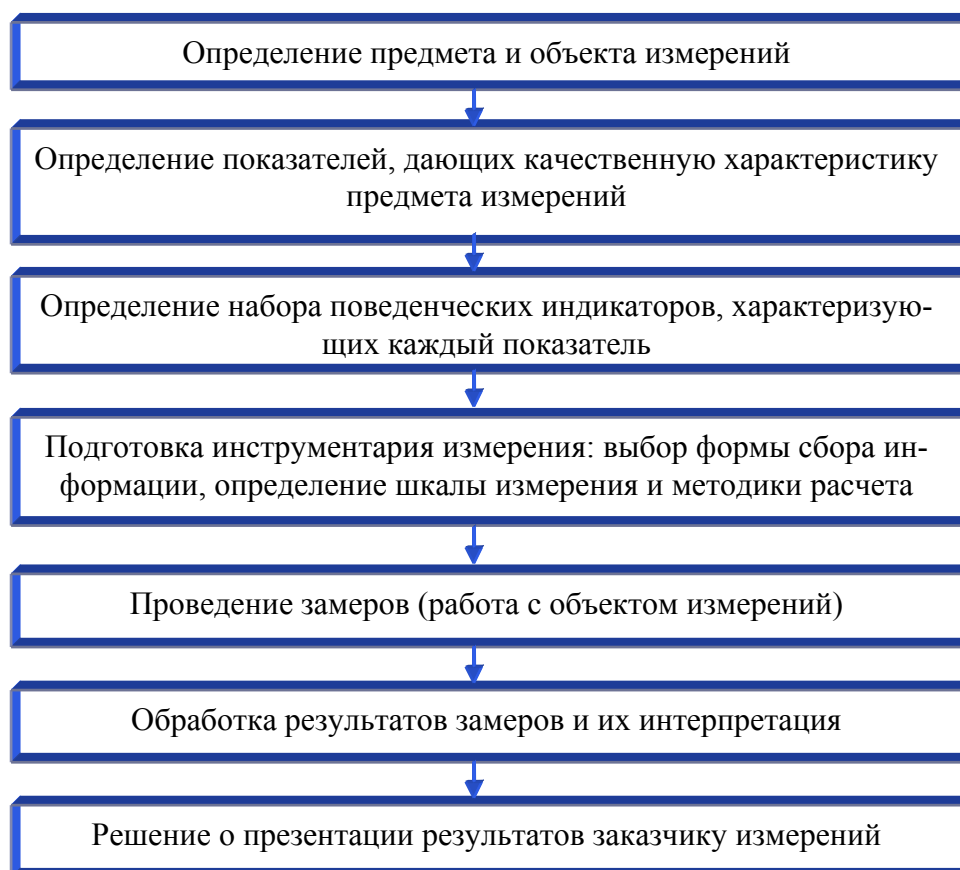 Определение предмета и объекта измерений
Определение показателей, дающих качественную характеристику
предмета измерений
Определение набора поведенческих индикаторов, характеризую-
щих каждый показатель
Подготовка инструментария измерения: выбор формы сбора ин-
формации, определение шкалы измерения и методики расчета
Проведение замеров (работа с объектом измерений)
Обработка результатов замеров и их интерпретация
Решение о презентации результатов заказчику измерений